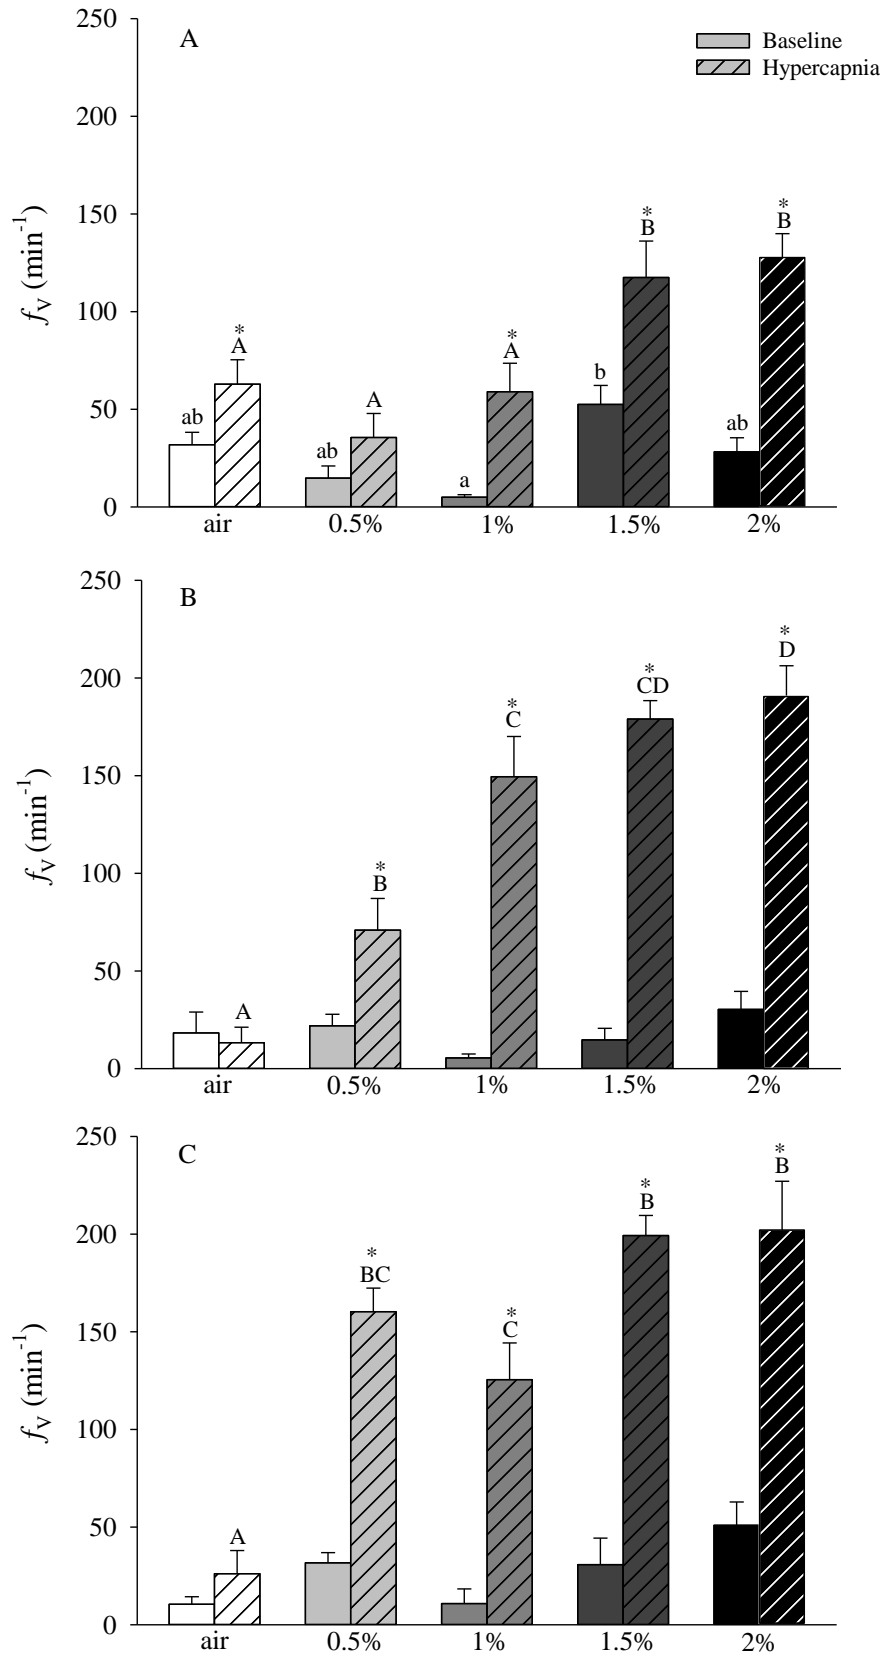 250
A
Baseline
Hypercapnia
200
150
* B
* B
fV (min-1)
100
* A
* A
b
A
50
ab
ab
a
ab
0
air 0.5% 1% 1.5% 2%
250
B
200
* C
* CD
* D
150
fV (min-1)
100
* B
50
A
0
air 0.5% 1% 1.5% 2%
250
C
* B
* B
200
* BC
* C
150
fV (min-1)
100
50
A
0
air 0.5% 1% 1.5% 2%